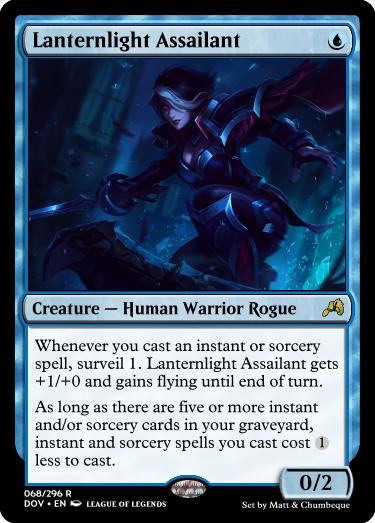 Lanternlight Assailant
Creature — Human Warrior Rogue
Whenever you cast an instant or sorcery
spell, surveil 1. Lanternlight Assailant gets
+1/+0 and gains flying until end of turn.
As long as there are five or more instant
and/or sorcery cards in your graveyard,
instant and sorcery spells you cast cost 1
less to cast.
0/2
068/296 R
DOV • EN LEAGUE OF LEGENDS
Set by Matt & Chumbeque